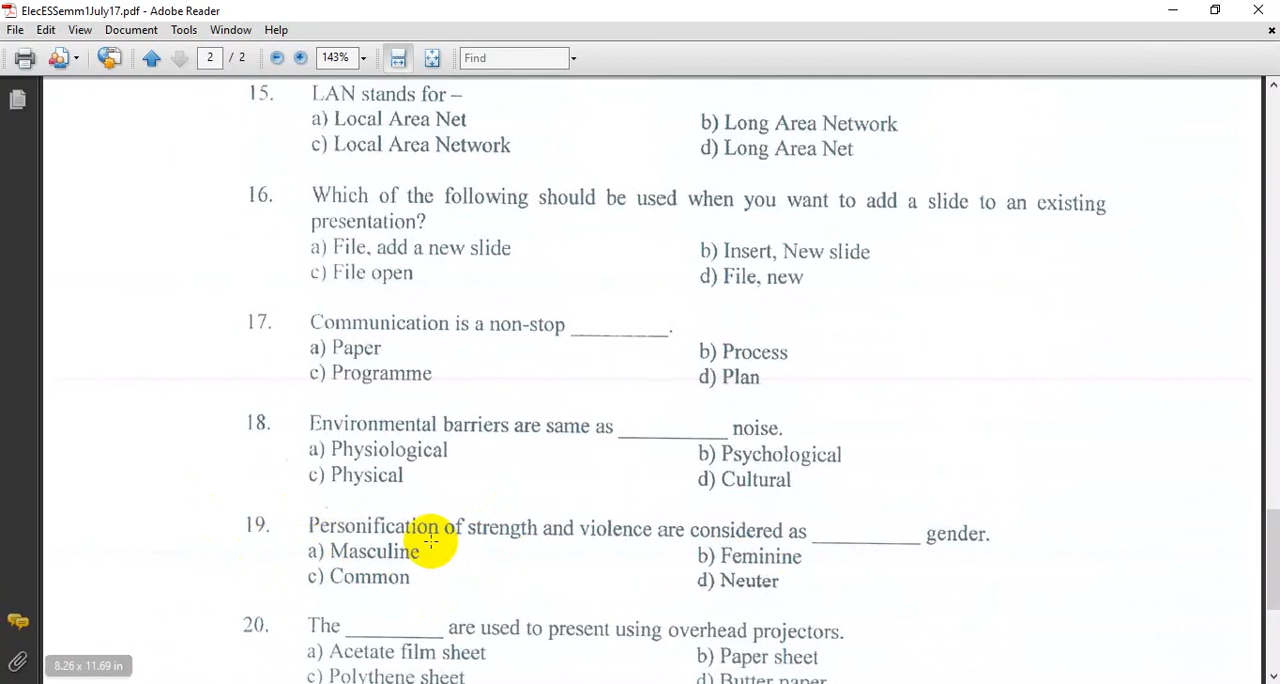 ElecESSemm1July17.pdf - Adobe Reader
File Edit View Document Tools Window Help
2 / 2 143% Find
15. LAN stands for –
a) Local Area Net b) Long Area Network
c) Local Area Network d) Long Area Net
16. Which of the following should be used when you want to add a slide to an existing
presentation?
a) File, add a new slide b) Insert, New slide
c) File open d) File, new
17. Communication is a non-stop __________.
a) Paper b) Process
c) Programme d) Plan
18. Environmental barriers are same as ___________ noise.
a) Physiological b) Psychological
c) Physical d) Cultural
19. Personification of strength and violence are considered as ___________ gender.
a) Masculine b) Feminine
c) Common d) Neuter
20. The __________ are used to present using overhead projectors.
a) Acetate film sheet b) Paper sheet
c) Polythene sheet d) Butter paper
8.26 x 11.69 in